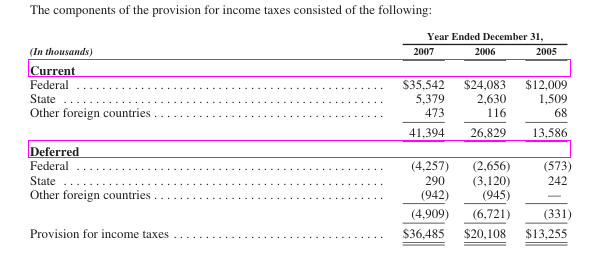 The components of the provision for income taxes consisted of the following:
Year Ended December 31,
(In thousands) 2007 2006 2005
Current
Federal ................................................ $35,542 $24,083 $12,009
State .................................................. 5,379 2,630 1,509
Other foreign countries .................................... 473 116 68
41,394 26,829 13,586
Deferred
Federal ................................................ (4,257) (2,656) (573)
State .................................................. 290 (3,120) 242
Other foreign countries .................................... (942) (945) —
(4,909) (6,721) (331)
Provision for income taxes ................................. $36,485 $20,108 $13,255